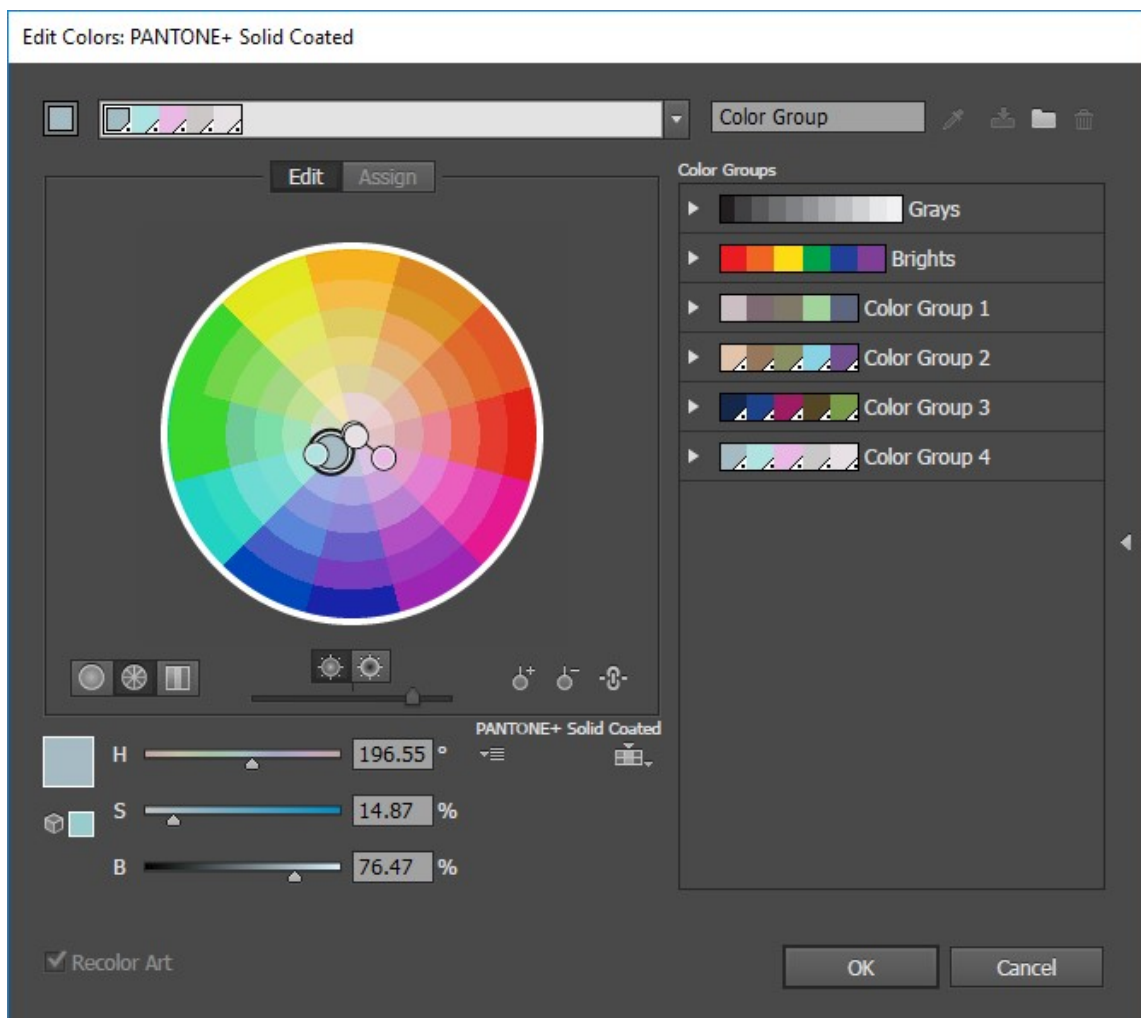 Edit Colors: PANTONE+ Solid Coated
Color Group
Edit
Assign
Color Groups
Grays
Brights
Color Group 1
Color Group 2
Color Group 3
Color Group 4
PANTONE+ Solid Coated
H 196.55 °
S 14.87 %
B 76.47 %
Recolor Art
OK
Cancel